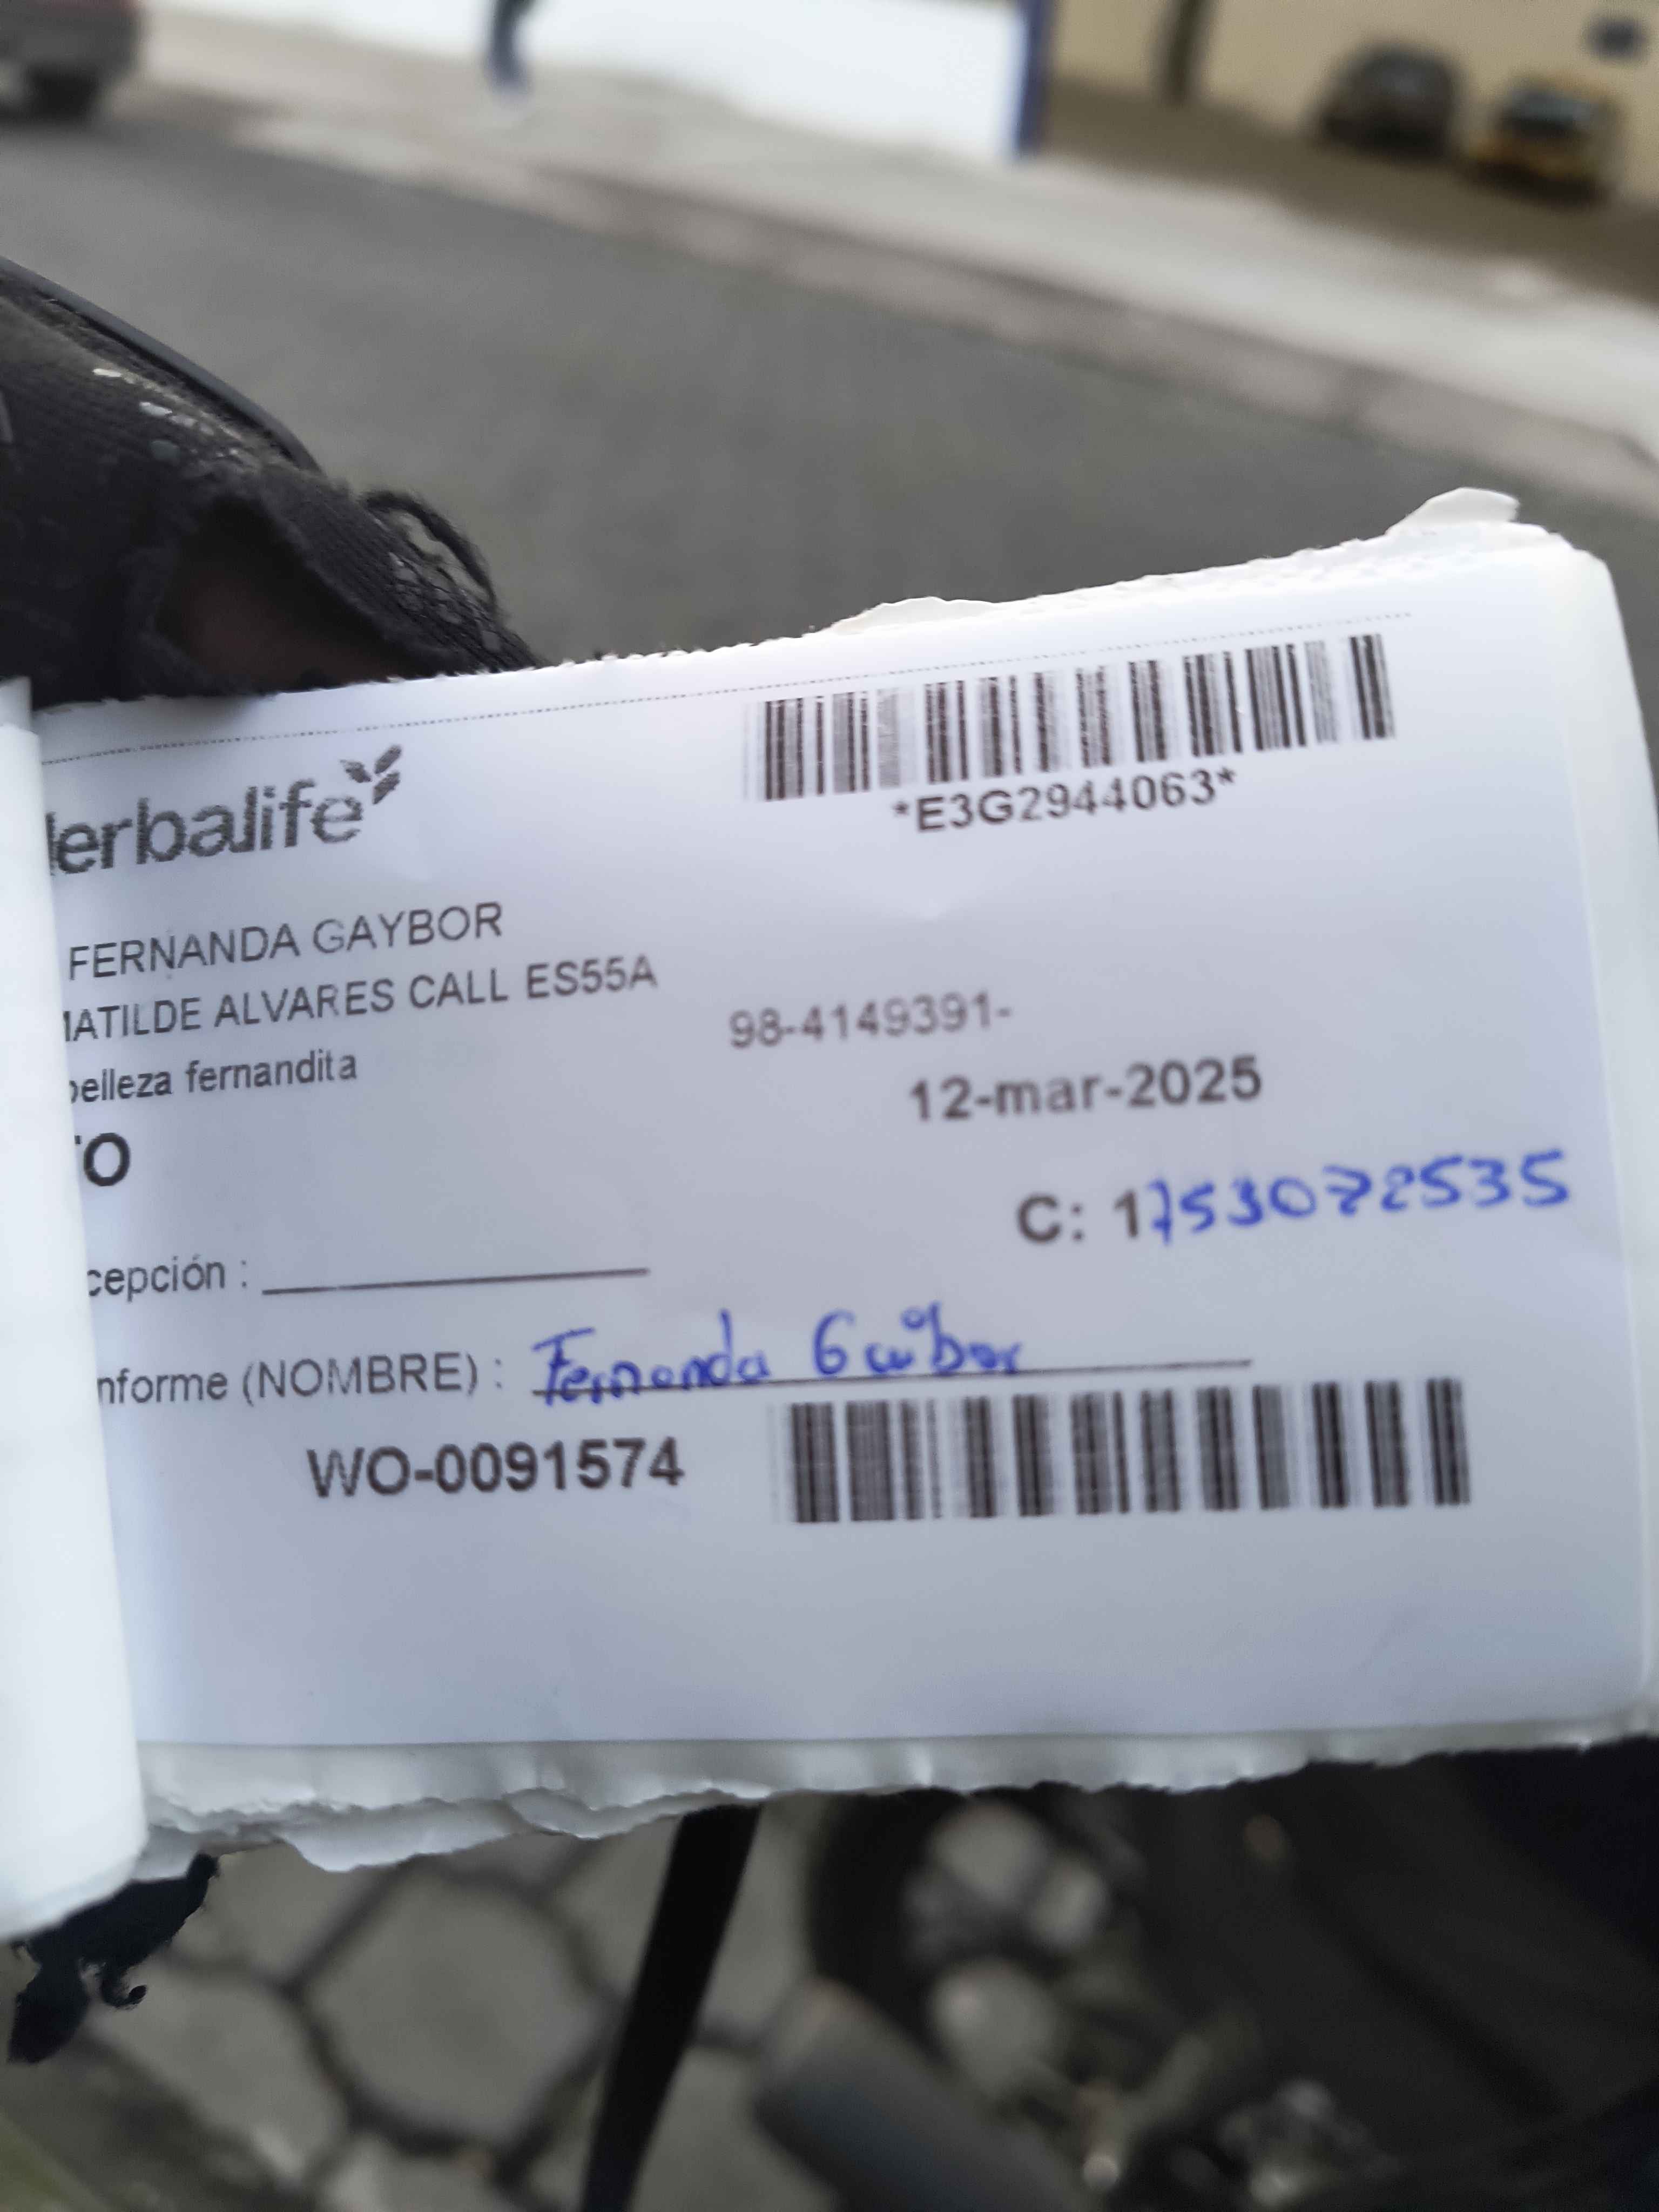 Herbalife
*E3G2944063*
FERNANDA GAYBOR
MATILDE ALVARES CALL ES55A
98-4149391-
belleza fernandita
12-mar-2025
TO
C: 1753072535
cepción :
nforme (NOMBRE) : Fernanda Gaibor
WO-0091574